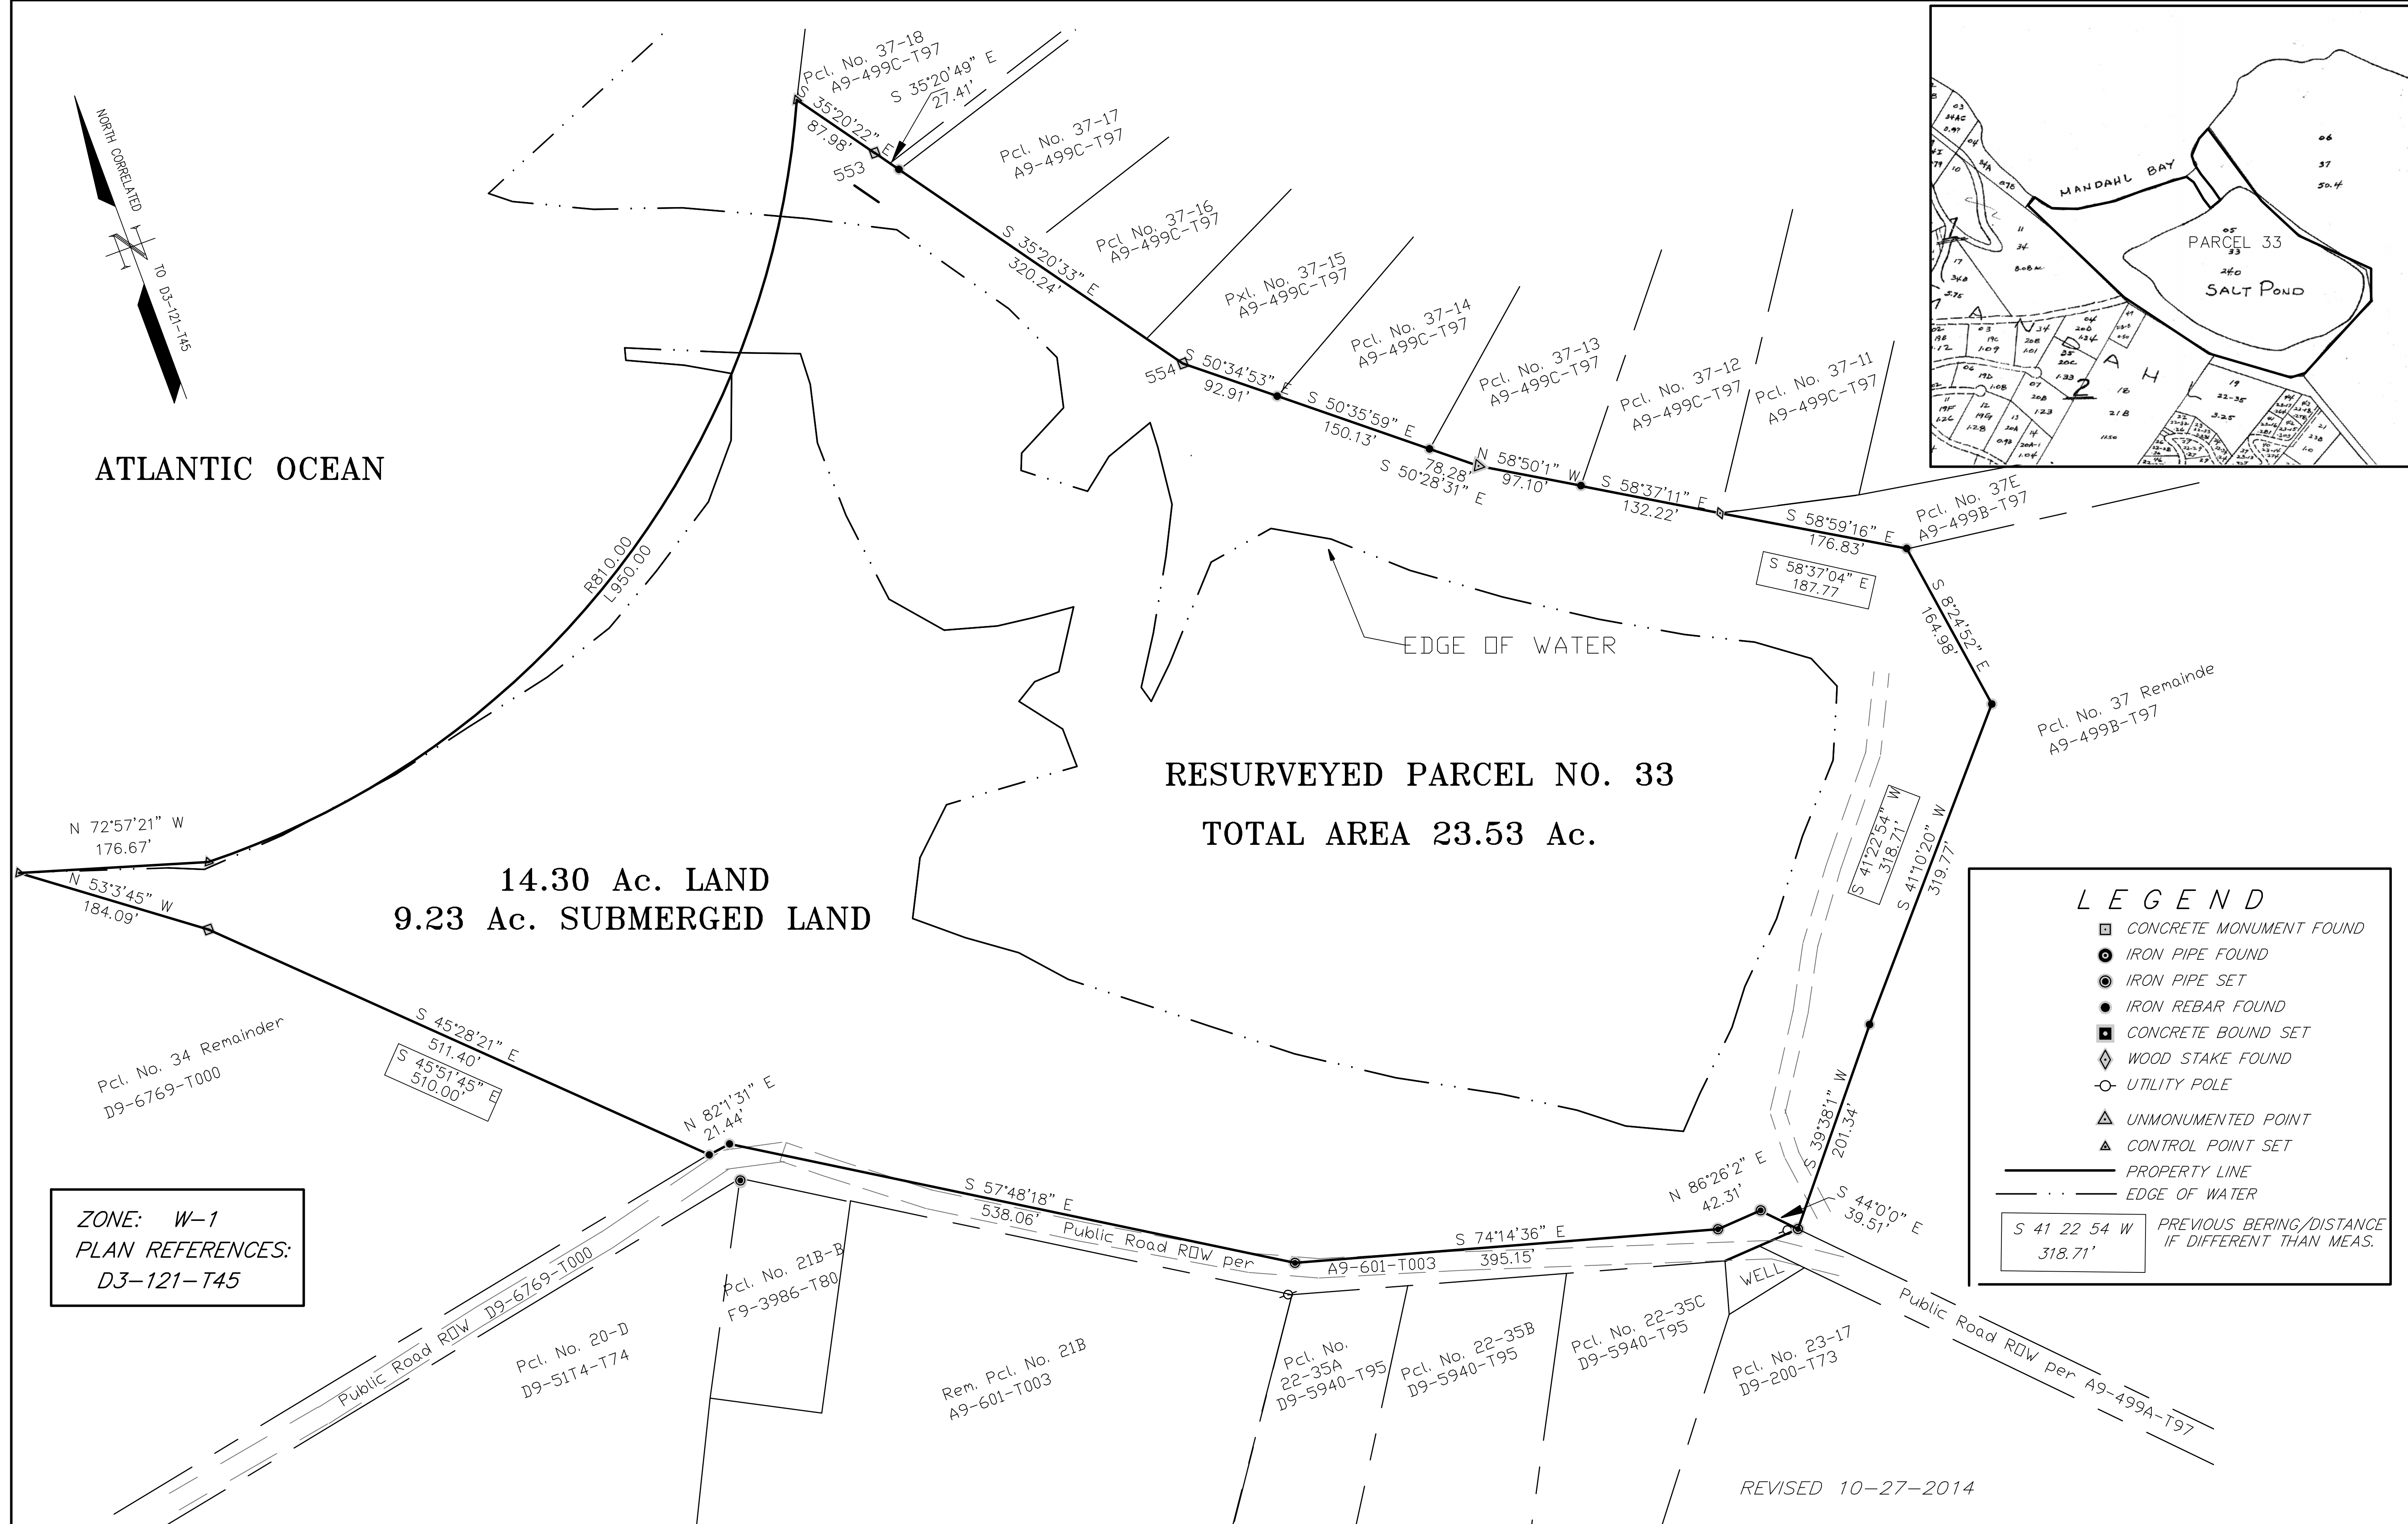 Pcl. No. 37-18
A9-499C-T97
S 35°20'49" E
27.41'
S 35°20'22" E
87.98'
553
Pcl. No. 37-17
A9-499C-T97
NORTH CORRELATED
TO D3-121-T45
Pcl No. 37-16
A9-499C-T97
S 35°20'33" E
320.24'
Pxl. No. 37-15
A9-499C-T97
Pcl. No. 37-14
A9-499C-T97
Pcl. No. 37-13
A9-499C-T97
Pcl. No. 37-12
A9-499C-T97
Pcl. No. 37-11
A9-499C-T97
MANDAHL BAY
06
37
50.4
05
PARCEL 33
33
24.0
SALT POND
2
554
S 50°34'53" E
92.91'
S 50°35'59" E
150.13'
78.28'
S 50°28'31" E
N 58°50'1" W
97.10'
S 58°37'11" E
132.22'
S 58°59'16" E
176.83'
S 58°37'04" E
187.77
Pcl. No. 37E
A9-499B-T97
ATLANTIC OCEAN
R810.00
L950.00
EDGE OF WATER
S 8°24'52" E
164.98'
Pcl. No. 37 Remainde
A9-499B-T97
RESURVEYED PARCEL NO. 33
TOTAL AREA 23.53 Ac.
S 41°22'54" W
318.71'
S 41°10'20" W
319.77'
N 72°57'21" W
176.67'
N 53°3'45" W
184.09'
14.30 Ac. LAND
9.23 Ac. SUBMERGED LAND
S 45°28'21" E
511.40'
S 45°51'45" E
510.00'
Pcl. No. 34 Remainder
D9-6769-T000
N 82°1'31" E
21.44'
S 57°48'18" E
538.06'
Public Road ROW per
A9-601-T003
S 74°14'36" E
395.15'
N 86°26'2" E
42.31'
S 39°38'1" W
201.34'
S 44°0'0" E
39.51'
WELL
LEGEND
CONCRETE MONUMENT FOUND
IRON PIPE FOUND
IRON PIPE SET
IRON REBAR FOUND
CONCRETE BOUND SET
WOOD STAKE FOUND
UTILITY POLE
UNMONUMENTED POINT
CONTROL POINT SET
PROPERTY LINE
EDGE OF WATER
S 41 22 54 W
318.71'
PREVIOUS BERING/DISTANCE
IF DIFFERENT THAN MEAS.
ZONE: W-1
PLAN REFERENCES:
D3-121-T45
Public Road ROW D9-6769-T000
Pcl. No. 20-D
D9-51T4-T74
Pcl. No. 21B-B
F9-3986-T80
Rem. Pcl. No. 21B
A9-601-T003
Pcl. No.
22-35A
D9-5940-T95
Pcl. No. 22-35B
D9-5940-T95
Pcl. No. 22-35C
D9-5940-T95
Pcl. No. 23-17
D9-200-T73
Public Road ROW per A9-499A-T97
REVISED 10-27-2014